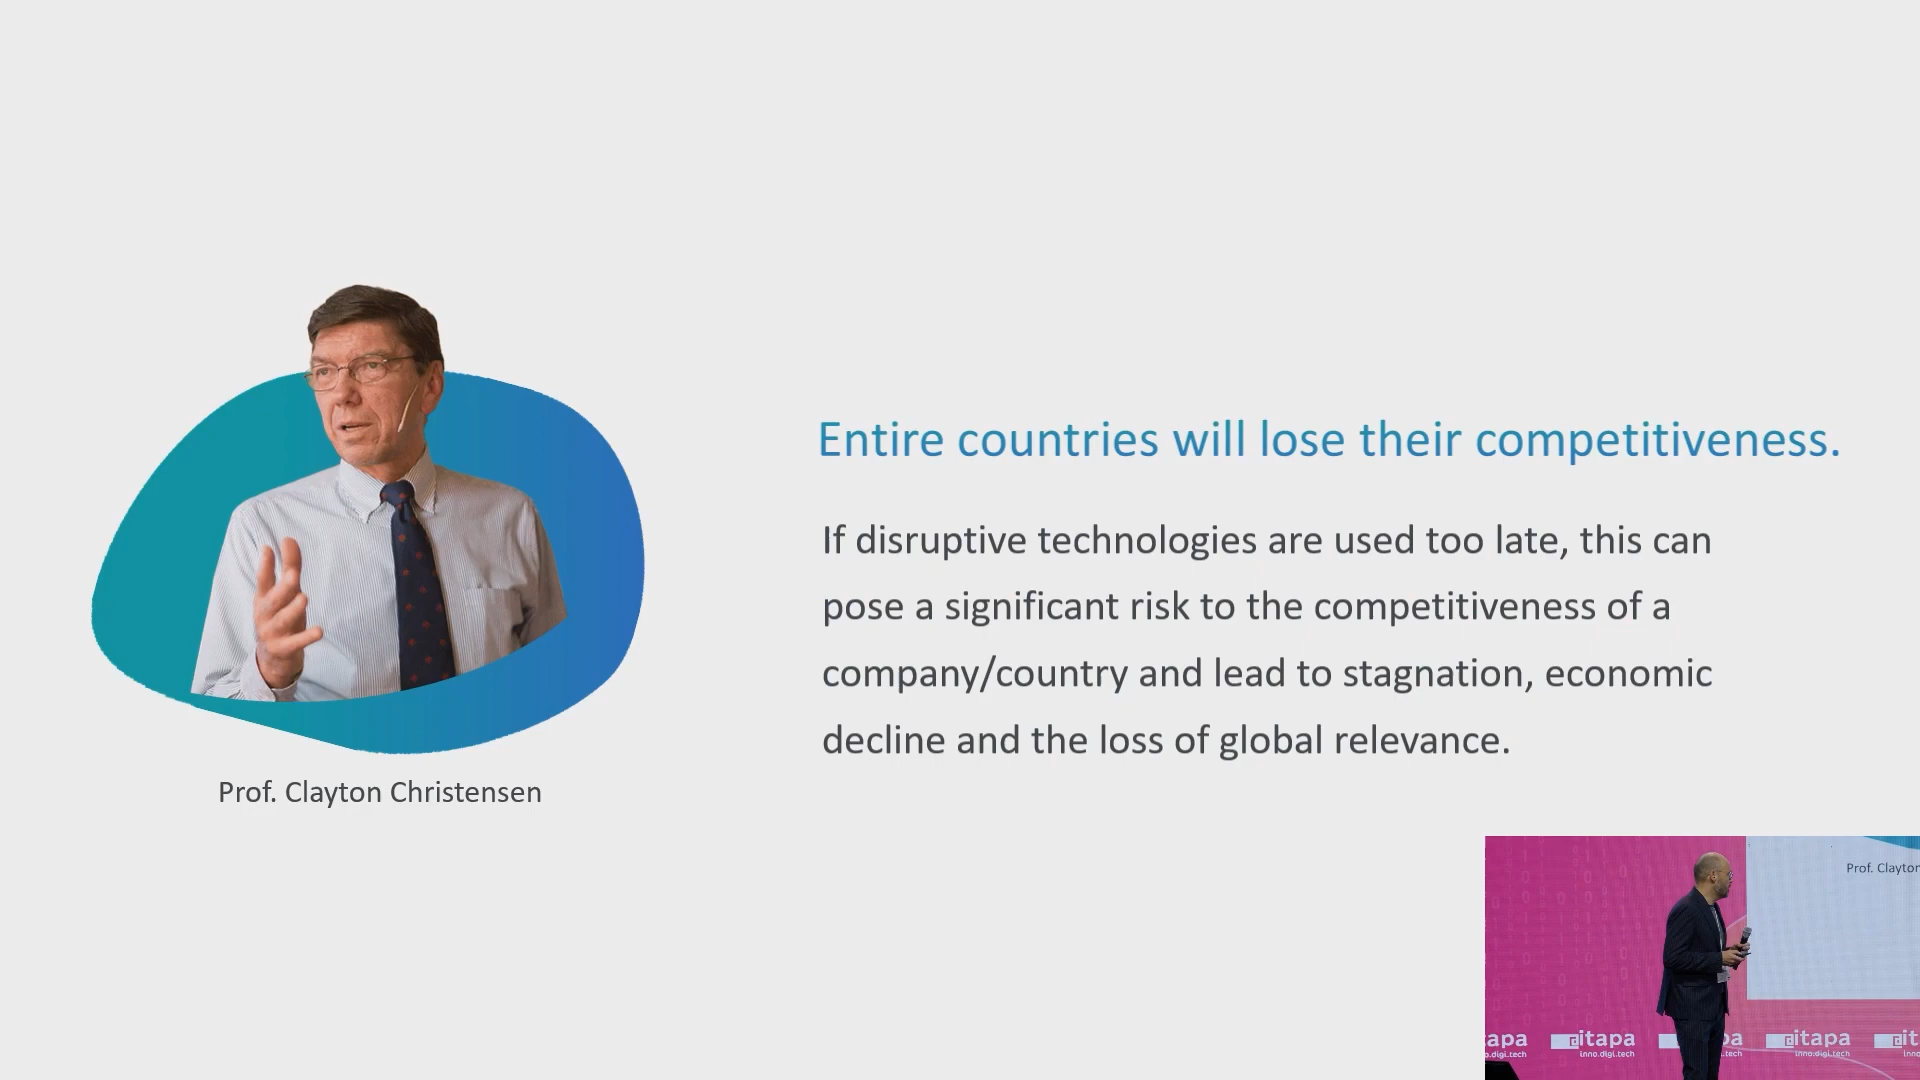 Entire countries will lose their competitiveness.
If disruptive technologies are used too late, this can
pose a significant risk to the competitiveness of a
company/country and lead to stagnation, economic
decline and the loss of global relevance.
Prof. Clayton Christensen
Prof. Clayton
itapa
inno.digi.tech
itapa
inno.digi.tech